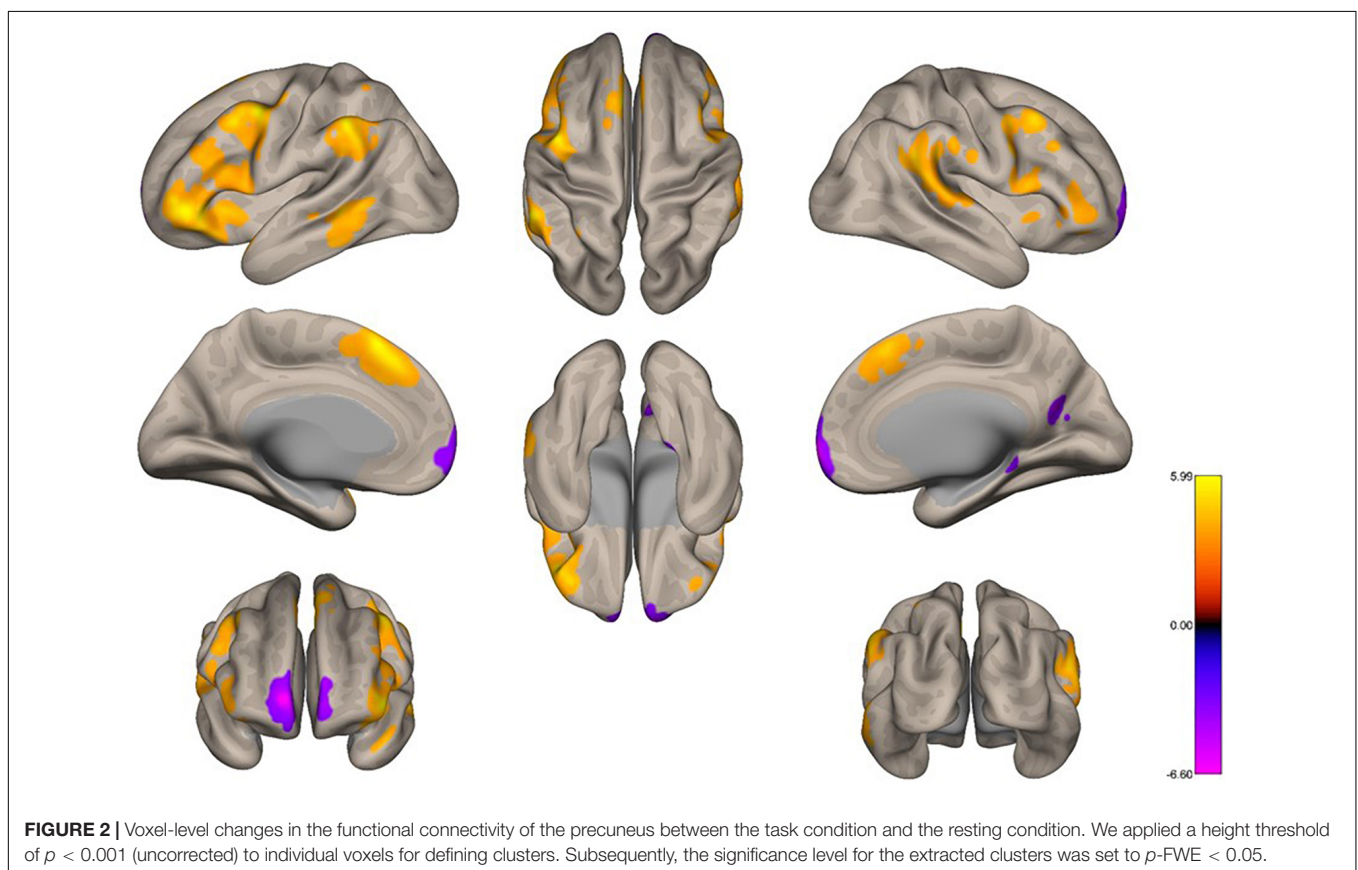 5.99
0.00
-6.60
FIGURE 2 | Voxel-level changes in the functional connectivity of the precuneus between the task condition and the resting condition. We applied a height threshold
of p < 0.001 (uncorrected) to individual voxels for defining clusters. Subsequently, the significance level for the extracted clusters was set to p-FWE < 0.05.